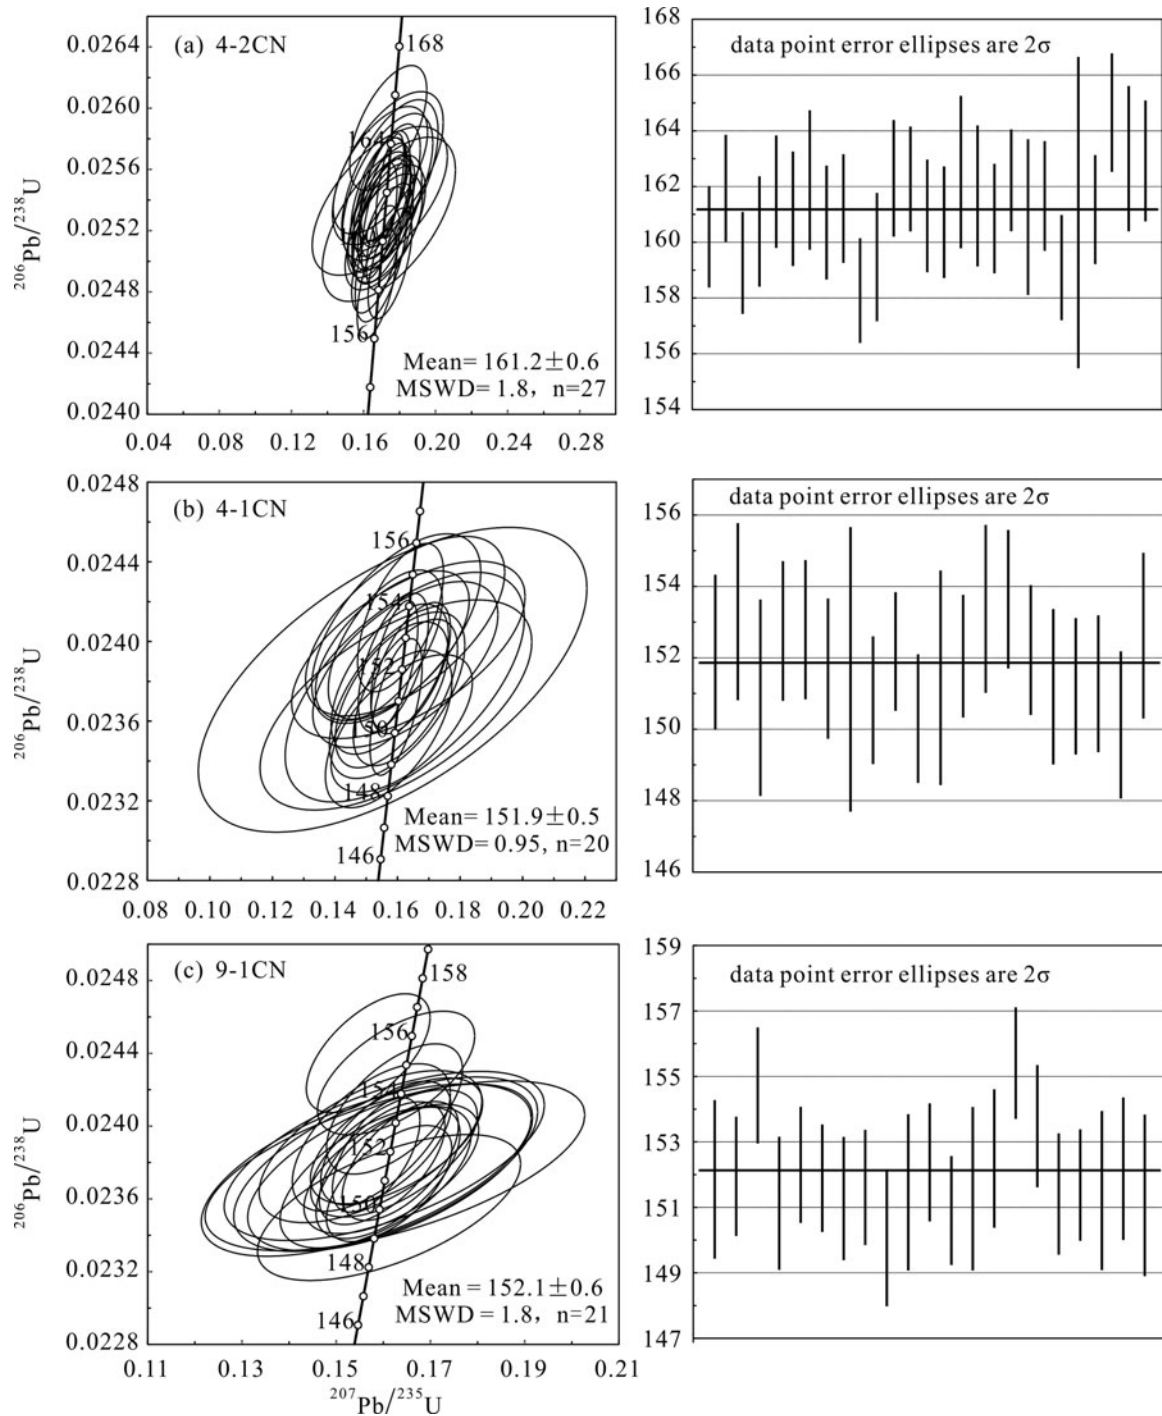 0.0264
0.0260
0.0256
0.0252
0.0248
0.0244
0.0240
206Pb/238U
(a) 4-2CN
168
164
156
Mean= 161.2±0.6
MSWD= 1.8, n=27
0.04 0.08 0.12 0.16 0.20 0.24 0.28
168
166
164
162
160
158
156
154
data point error ellipses are 2σ
0.0248
0.0244
0.0240
0.0236
0.0232
0.0228
206Pb/238U
(b) 4-1CN
156
154
152
148
146
Mean= 151.9±0.5
MSWD= 0.95, n=20
0.08 0.10 0.12 0.14 0.16 0.18 0.20 0.22
156
154
152
150
148
146
data point error ellipses are 2σ
0.0248
0.0244
0.0240
0.0236
0.0232
0.0228
206Pb/238U
(c) 9-1CN
158
156
154
152
150
148
146
Mean = 152.1±0.6
MSWD = 1.8, n=21
0.11 0.13 0.15 0.17 0.19 0.21
207Pb/235U
159
157
155
153
151
149
147
data point error ellipses are 2σ